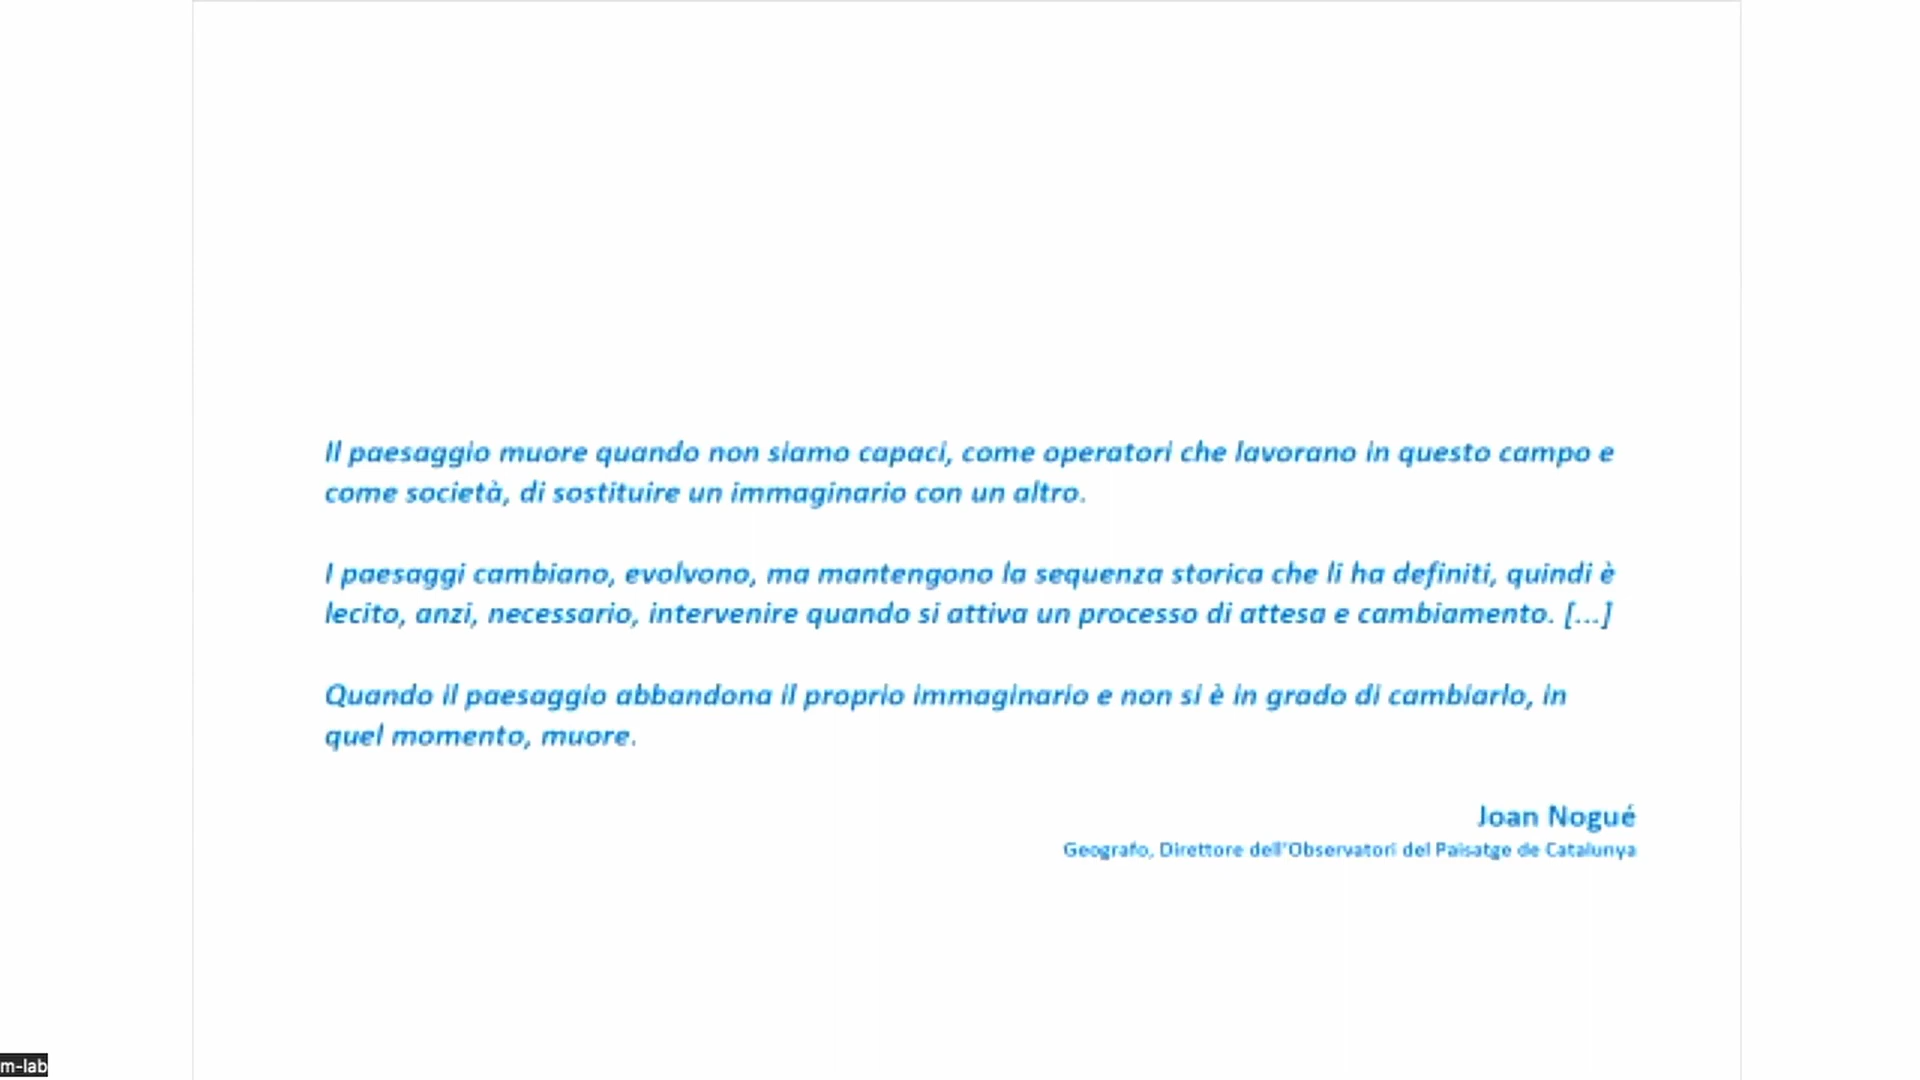 Il paesaggio muore quando non siamo capaci, come operatori che lavorano in questo campo e
come società, di sostituire un immaginario con un altro.
I paesaggi cambiano, evolvono, ma mantengono la sequenza storica che li ha definiti, quindi è
lecito, anzi, necessario, intervenire quando si attiva un processo di attesa e cambiamento. [...]
Quando il paesaggio abbandona il proprio immaginario e non si è in grado di cambiarlo, in
quel momento, muore.
Joan Nogué
Geografo, Direttore dell'Observatori del Paisatge de Catalunya
m-lab